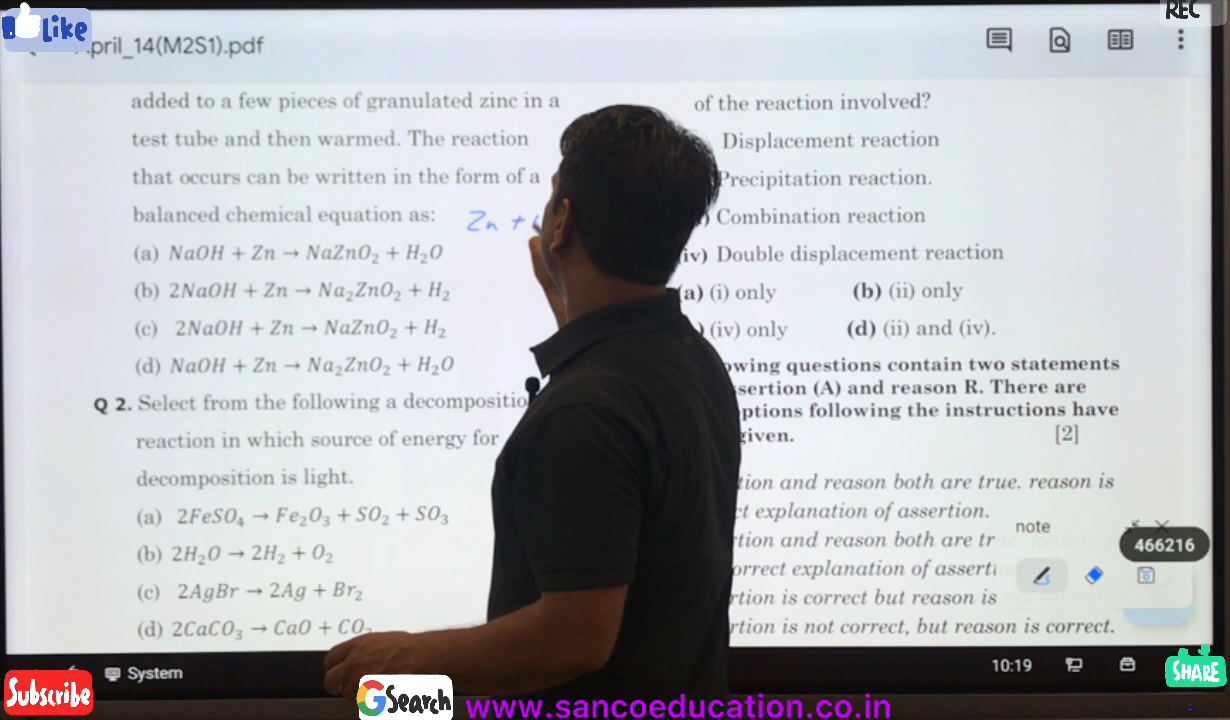 Like
REC
April_14(M2S1).pdf
added to a few pieces of granulated zinc in a
test tube and then warmed. The reaction
that occurs can be written in the form of a
balanced chemical equation as:
Zn +
(a) NaOH + Zn → NaZnO₂ + H₂O
(b) 2NaOH + Zn → Na₂ZnO₂ + H₂
(c) 2NaOH + Zn → NaZnO₂ + H₂
(d) NaOH + Zn → Na₂ZnO₂ + H₂O
Q 2. Select from the following a decompositio
reaction in which source of energy for
decomposition is light.
(a) 2FeSO₄ → Fe₂O₃ + SO₂ + SO₃
(b) 2H₂O → 2H₂ + O₂
(c) 2AgBr → 2Ag + Br₂
(d) 2CaCO₃ → CaO + CO₂
of the reaction involved?
Displacement reaction
Precipitation reaction.
) Combination reaction
iv) Double displacement reaction
(a) (i) only (b) (ii) only
) (iv) only (d) (ii) and (iv).
owing questions contain two statements
sertion (A) and reason R. There are
ptions following the instructions have
given. [2]
tion and reason both are true. reason is
ct explanation of assertion.
rtion and reason both are tr
orrect explanation of asserti
rtion is correct but reason is
rtion is not correct, but reason is correct.
note
466216
System
10:19
Subscribe
GSearch
www.sancoeducation.co.in
SHARE